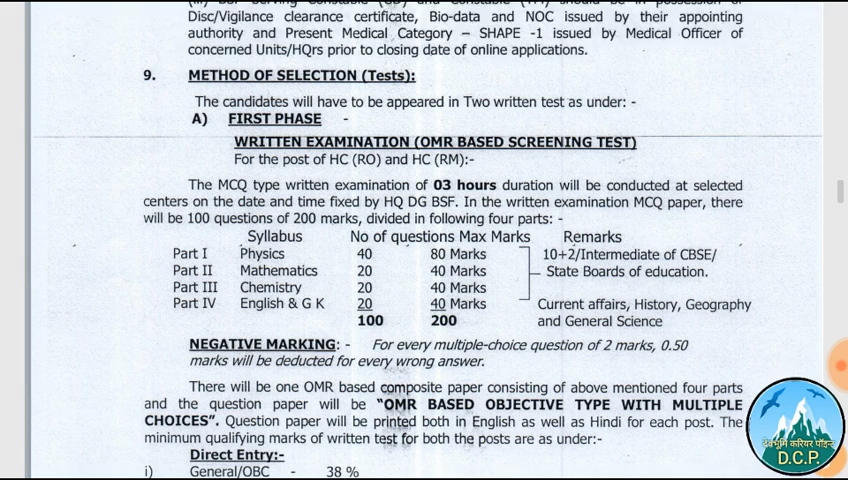 Disc/Vigilance clearance certificate, Bio-data and NOC issued by their appointing
authority and Present Medical Category – SHAPE -1 issued by Medical Officer of
concerned Units/HQrs prior to closing date of online applications.
9. METHOD OF SELECTION (Tests):
The candidates will have to be appeared in Two written test as under: -
A) FIRST PHASE -
WRITTEN EXAMINATION (OMR BASED SCREENING TEST)
For the post of HC (RO) and HC (RM):-
The MCQ type written examination of 03 hours duration will be conducted at selected
centers on the date and time fixed by HQ DG BSF. In the written examination MCQ paper, there
will be 100 questions of 200 marks, divided in following four parts: -
Syllabus No of questions Max Marks Remarks
Part I Physics 40 80 Marks 10+2/Intermediate of CBSE/
Part II Mathematics 20 40 Marks State Boards of education.
Part III Chemistry 20 40 Marks
Part IV English & G K 20 40 Marks Current affairs, History, Geography
100 200 and General Science
NEGATIVE MARKING: - For every multiple-choice question of 2 marks, 0.50
marks will be deducted for every wrong answer.
There will be one OMR based composite paper consisting of above mentioned four parts
and the question paper will be "OMR BASED OBJECTIVE TYPE WITH MULTIPLE
CHOICES". Question paper will be printed both in English as well as Hindi for each post. The
minimum qualifying marks of written test for both the posts are as under:-
Direct Entry:-
i) General/OBC - 38 %
देवभूमि करियर पॉइन्ट
D.C.P.